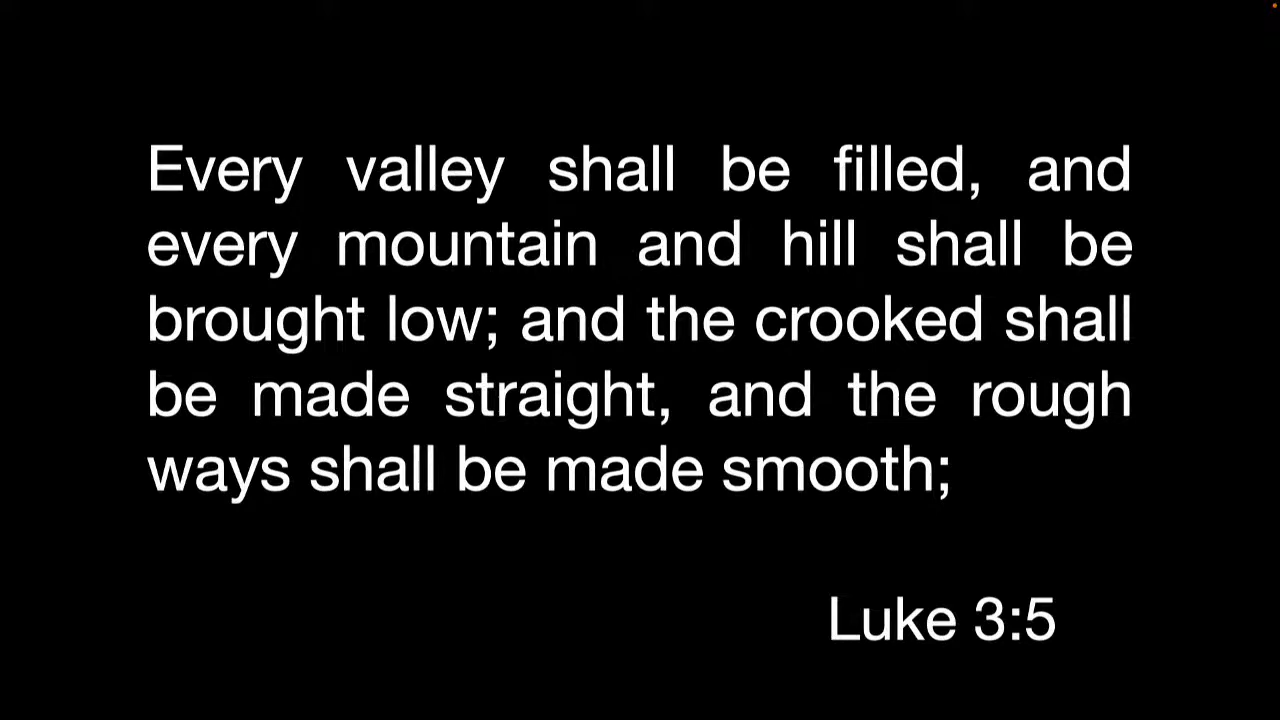 Every valley shall be filled, and
every mountain and hill shall be
brought low; and the crooked shall
be made straight, and the rough
ways shall be made smooth;
Luke 3:5